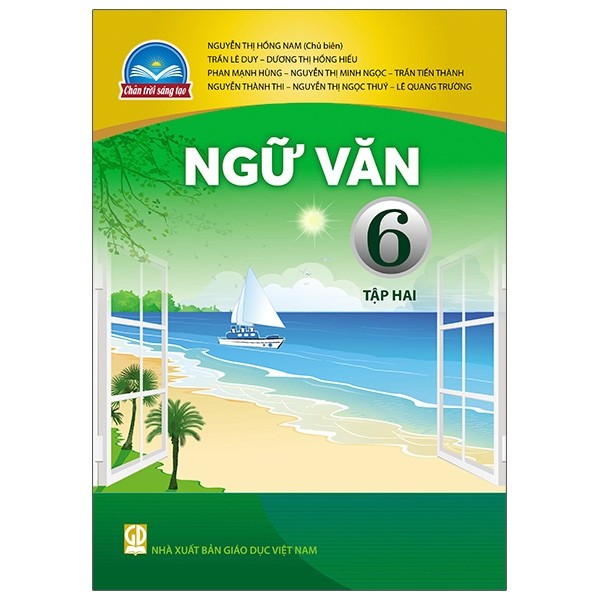 NGUYỄN THỊ HỒNG NAM (Chủ biên)
TRẦN LÊ DUY – DƯƠNG THỊ HỒNG HIẾU
PHAN MẠNH HÙNG – NGUYỄN THỊ MINH NGỌC – TRẦN TIẾN THÀNH
NGUYỄN THÀNH THI – NGUYỄN THỊ NGỌC THUÝ – LÊ QUANG TRƯỜNG
Chân trời sáng tạo
NGỮ VĂN
6
TẬP HAI
GD
NHÀ XUẤT BẢN GIÁO DỤC VIỆT NAM